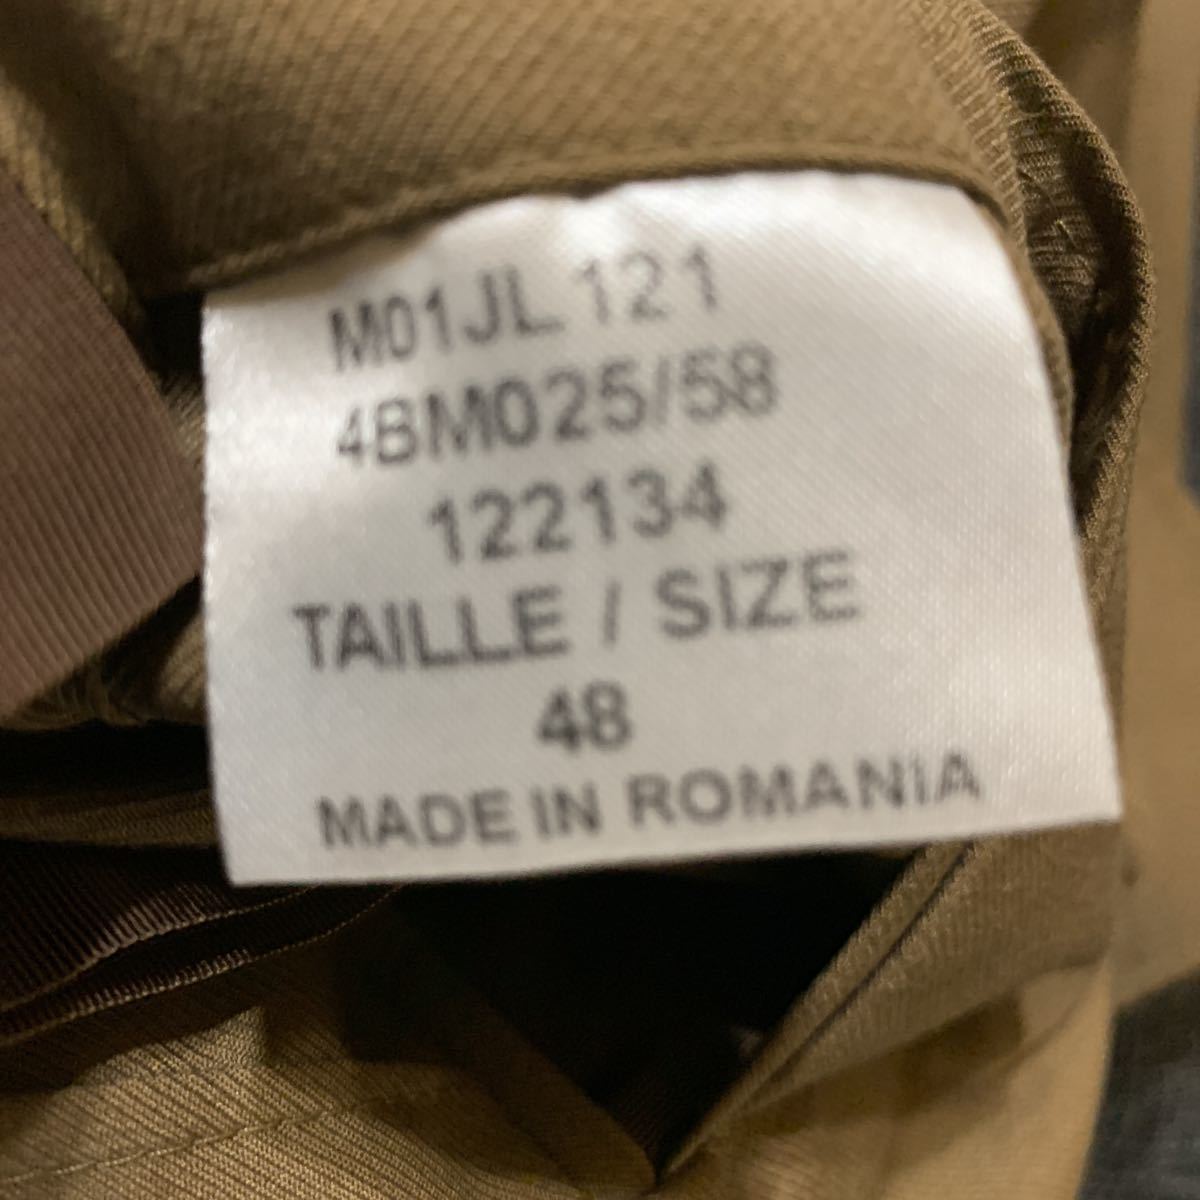 M01JL 121
4BM025/58
122134
TAILLE / SIZE
48
MADE IN ROMANIA